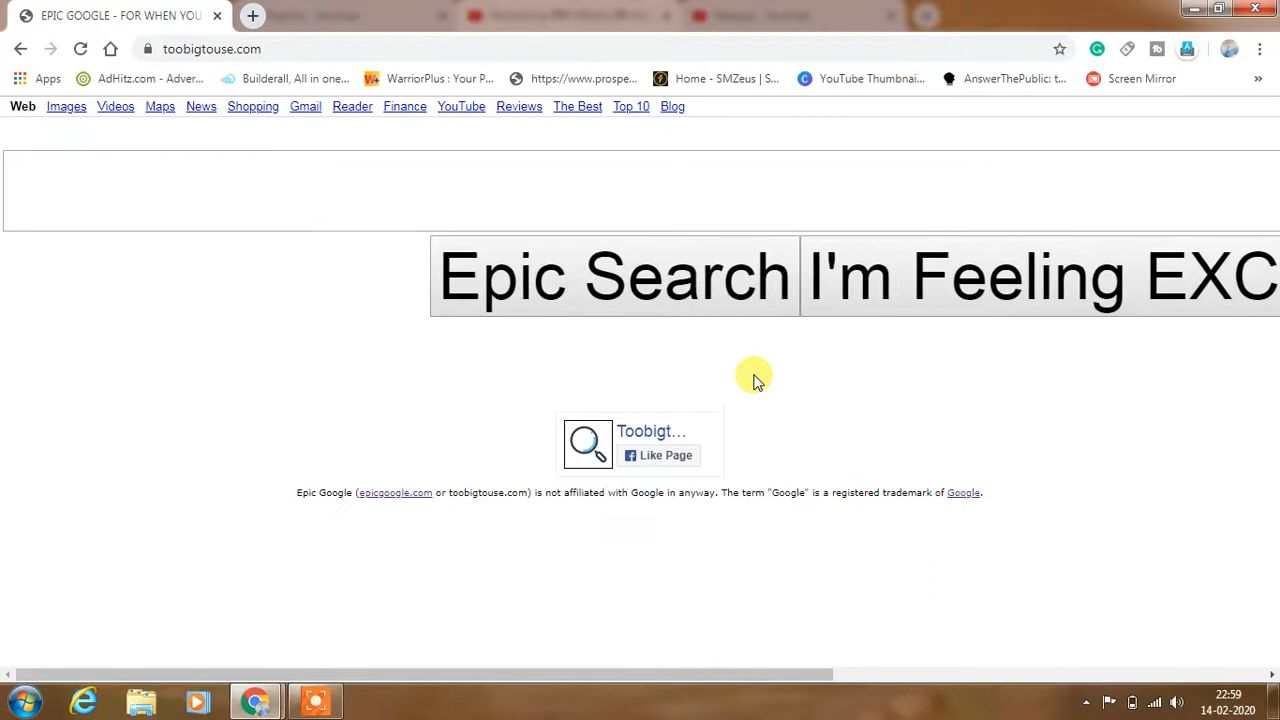 EPIC GOOGLE - FOR WHEN YOU
toobigtouse.com
Apps AdHitz.com - Adver... Builderall, All in one... WarriorPlus : Your P... https://www.prospe... Home - SMZeus | S... YouTube Thumbnai... AnswerThePublic: t... Screen Mirror »
Web Images Videos Maps News Shopping Gmail Reader Finance YouTube Reviews The Best Top 10 Blog
Epic Search I'm Feeling EXC
Toobigt...
Like Page
Epic Google (epicgoogle.com or toobigtouse.com) is not affiliated with Google in anyway. The term "Google" is a registered trademark of Google.
22:59
14-02-2020